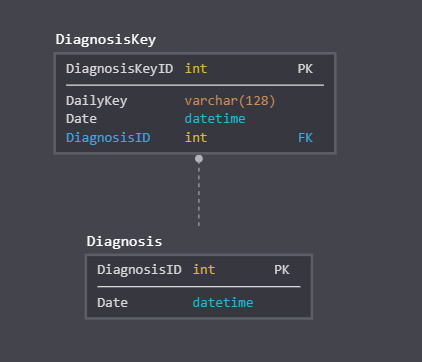 DiagnosisKey
DiagnosisKeyID int PK
DailyKey varchar(128)
Date datetime
DiagnosisID int FK
Diagnosis
DiagnosisID int PK
Date datetime